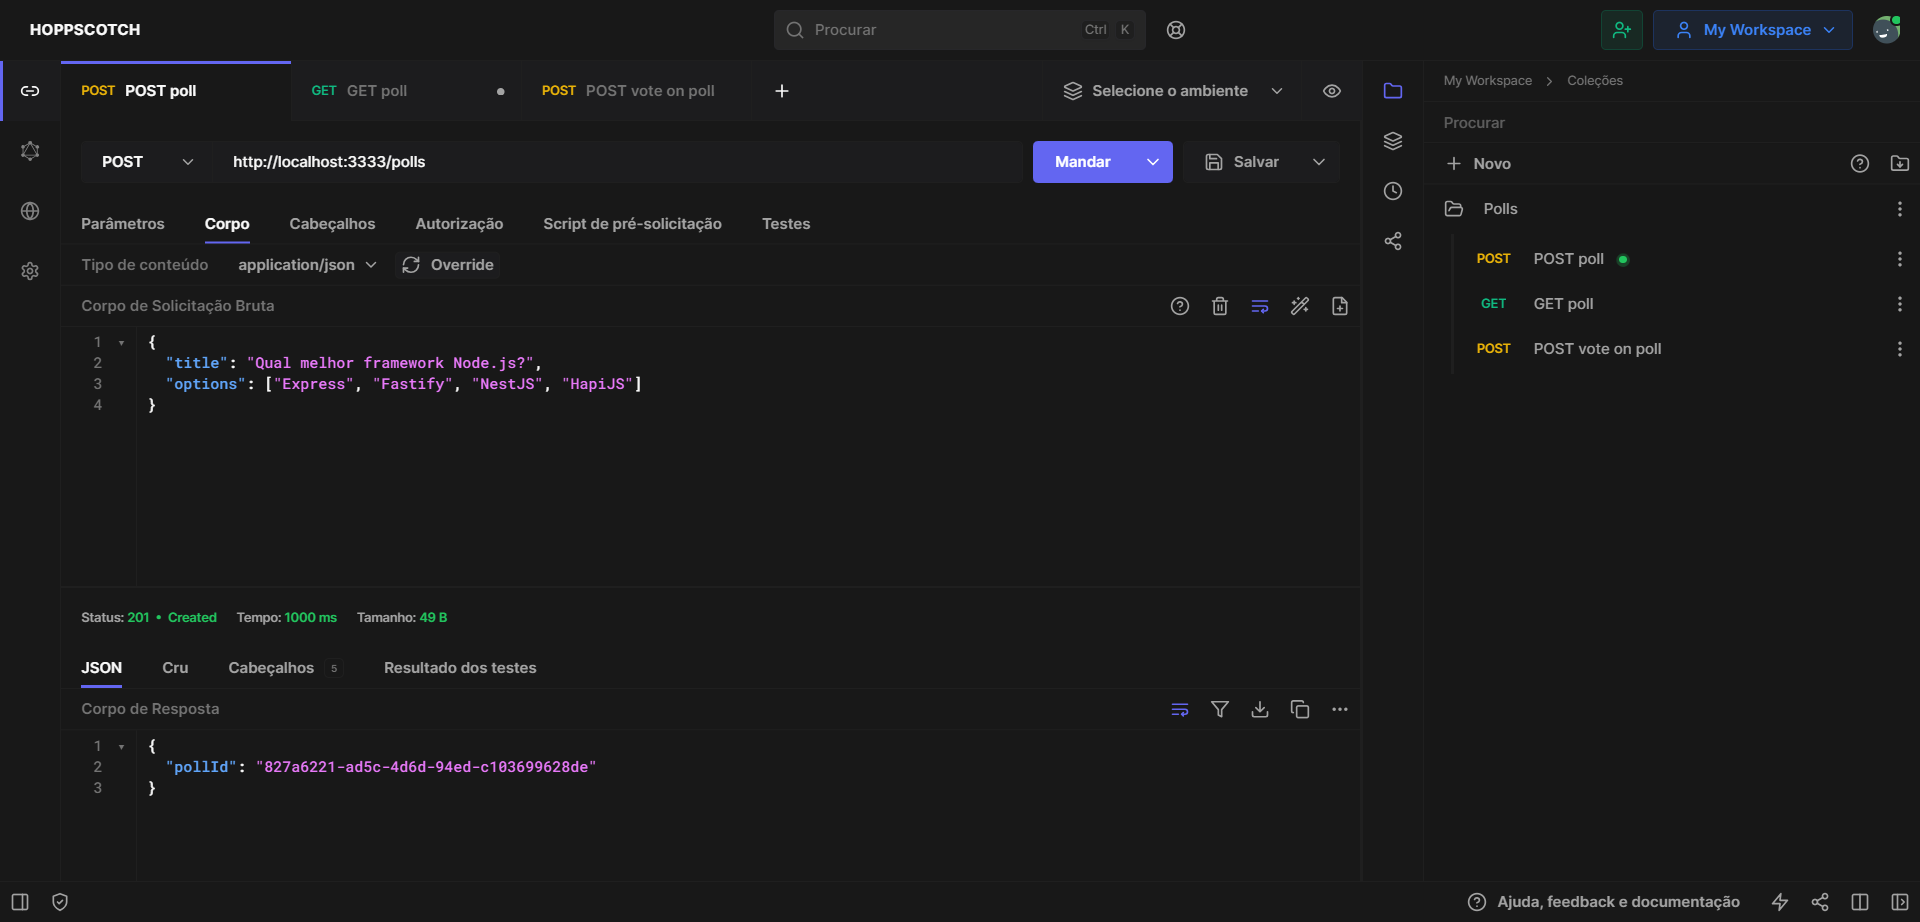 HOPPSCOTCH
Procurar
Ctrl K
My Workspace
POST POST poll
GET GET poll
POST POST vote on poll
Selecione o ambiente
POST
http://localhost:3333/polls
Mandar
Salvar
Parâmetros Corpo Cabeçalhos Autorização Script de pré-solicitação Testes
Tipo de conteúdo application/json Override
Corpo de Solicitação Bruta
1 {
2 "title": "Qual melhor framework Node.js?",
3 "options": ["Express", "Fastify", "NestJS", "HapiJS"]
4 }
Status: 201 • Created Tempo: 1000 ms Tamanho: 49 B
JSON Cru Cabeçalhos 5 Resultado dos testes
Corpo de Resposta
1 {
2 "pollId": "827a6221-ad5c-4d6d-94ed-c103699628de"
3 }
My Workspace > Coleções
Procurar
Novo
Polls
POST POST poll
GET GET poll
POST POST vote on poll
Ajuda, feedback e documentação